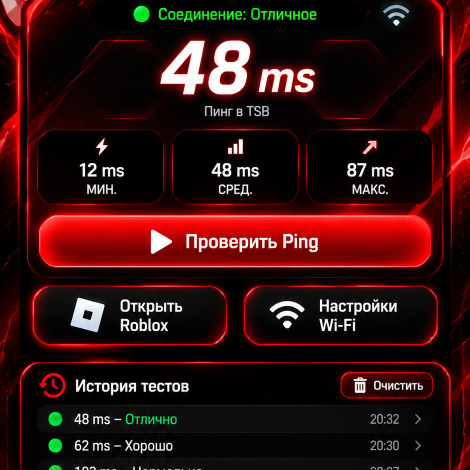 Соединение: Отличное
48 ms
Пинг в TSB
12 ms
МИН.
48 ms
СРЕД.
87 ms
МАКС.
Проверить Ping
Открыть
Roblox
Настройки
Wi-Fi
История тестов
Очистить
48 ms – Отлично
20:32
62 ms – Хорошо
20:30